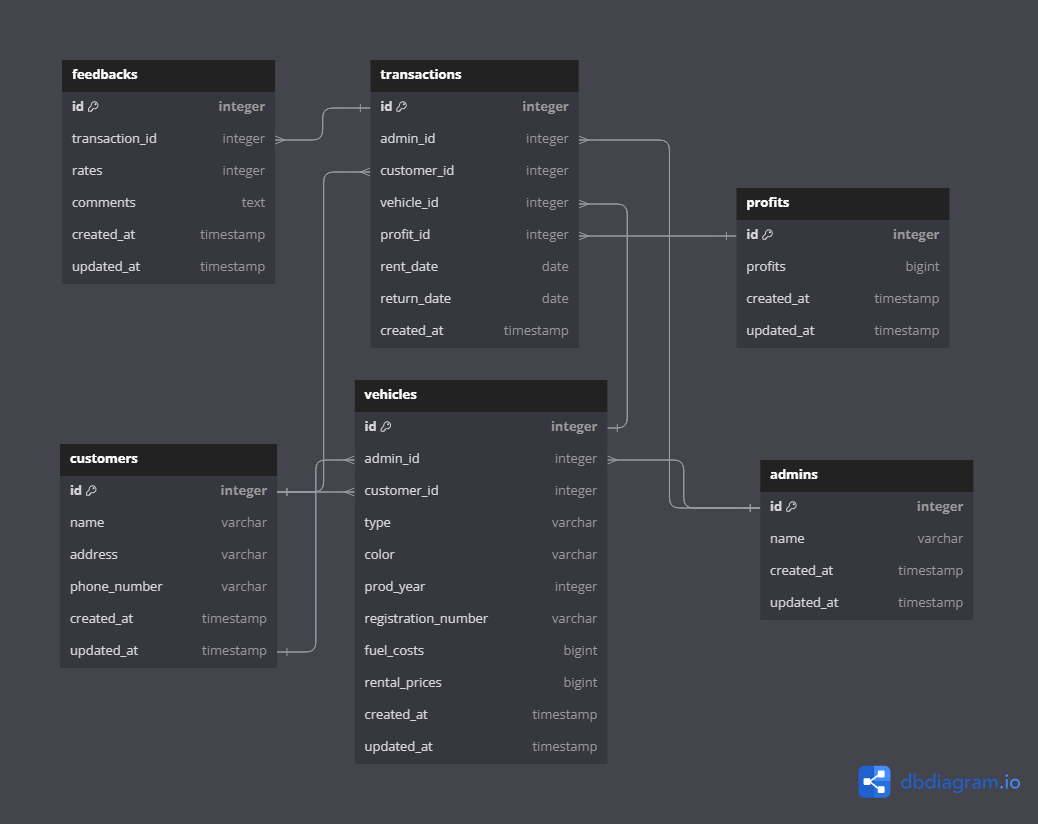 feedbacks
id integer
transaction_id integer
rates integer
comments text
created_at timestamp
updated_at timestamp
transactions
id integer
admin_id integer
customer_id integer
vehicle_id integer
profit_id integer
rent_date date
return_date date
created_at timestamp
profits
id integer
profits bigint
created_at timestamp
updated_at timestamp
customers
id integer
name varchar
address varchar
phone_number varchar
created_at timestamp
updated_at timestamp
vehicles
id integer
admin_id integer
customer_id integer
type varchar
color varchar
prod_year integer
registration_number varchar
fuel_costs bigint
rental_prices bigint
created_at timestamp
updated_at timestamp
admins
id integer
name varchar
created_at timestamp
updated_at timestamp
dbdiagram.io